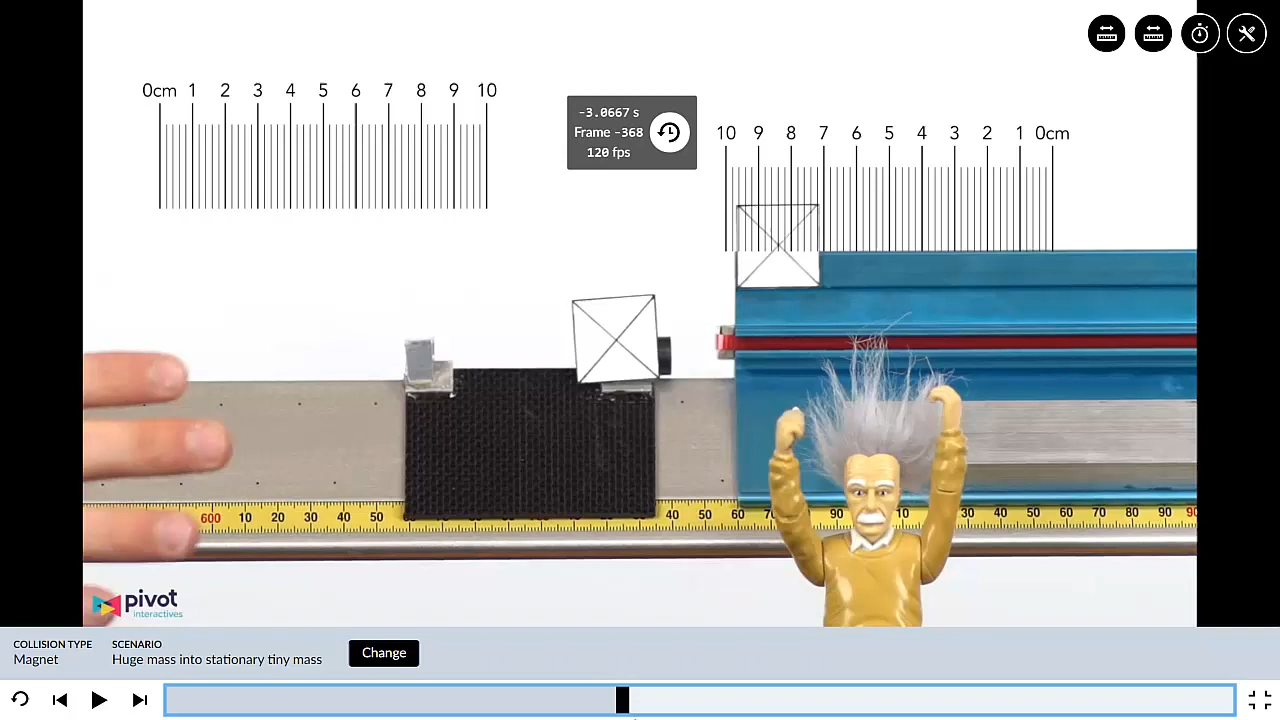 0cm 1 2 3 4 5 6 7 8 9 10
-3.0667 s
Frame -368
120 fps
10 9 8 7 6 5 4 3 2 1 0cm
600 10 20 30 40 50 40 50 60 90 10 20 30 40 50 60 70 80
pivot
interactives
COLLISION TYPE
Magnet
SCENARIO
Huge mass into stationary tiny mass
Change